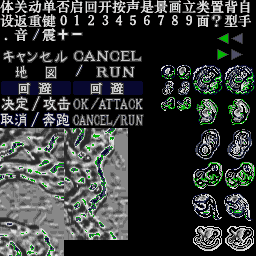 体关动单否启回开按声是景画立类置背自
设返重键0123456789面?型手
.音/震+-
キャンセル CANCEL
地 図 / RUN
回 避 回 避
决定/攻击 OK/ATTACK
取消/奔跑 CANCEL/RUN